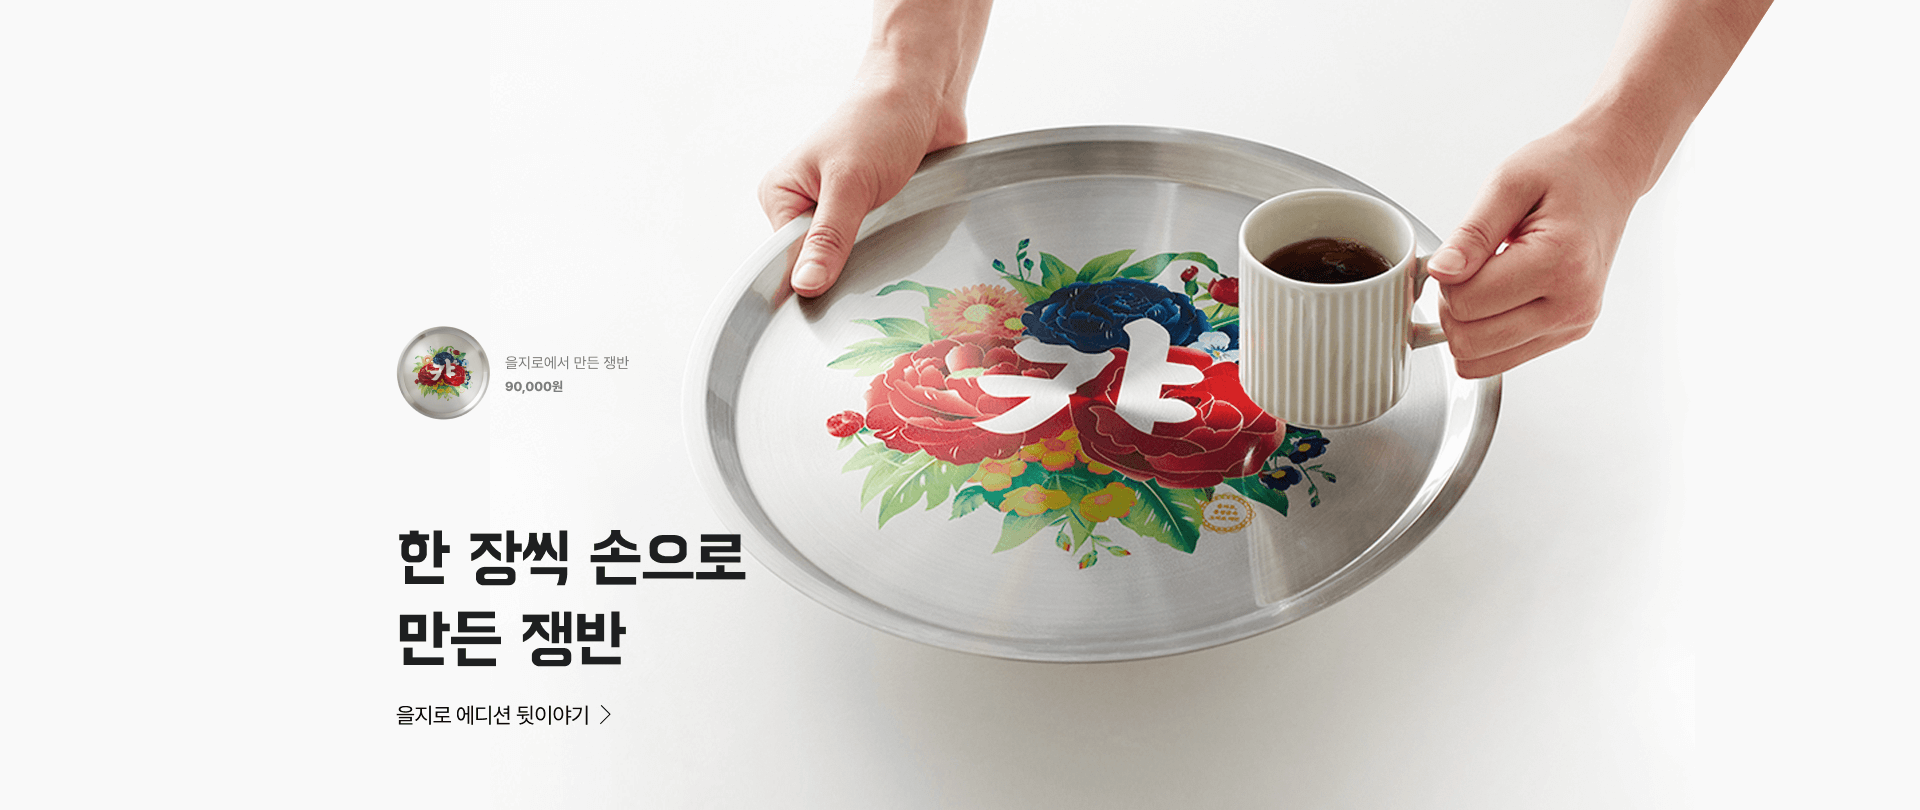 캬
을지로에서 만든 쟁반
90,000원
한 장씩 손으로
만든 쟁반
을지로 에디션 뒷이야기 >